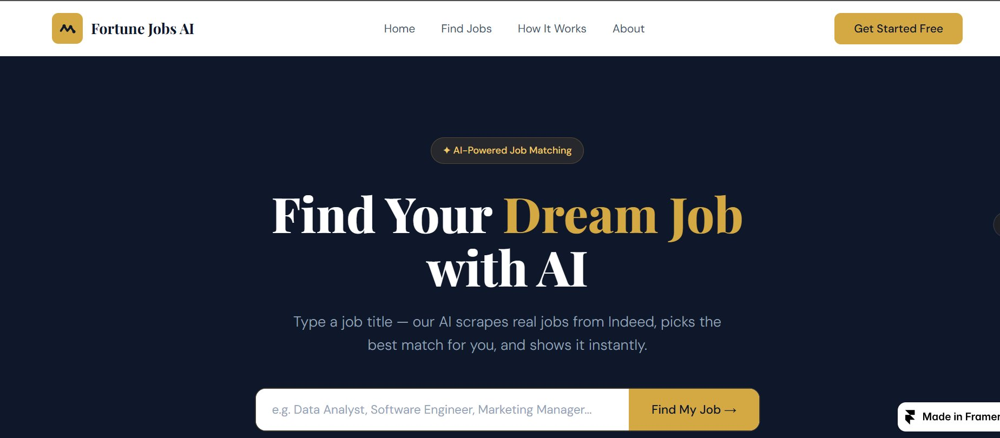 Fortune Jobs AI
Home
Find Jobs
How It Works
About
Get Started Free
✦ AI-Powered Job Matching
Find Your Dream Job
with AI
Type a job title — our AI scrapes real jobs from Indeed, picks the
best match for you, and shows it instantly.
e.g. Data Analyst, Software Engineer, Marketing Manager...
Find My Job →
Made in Framer